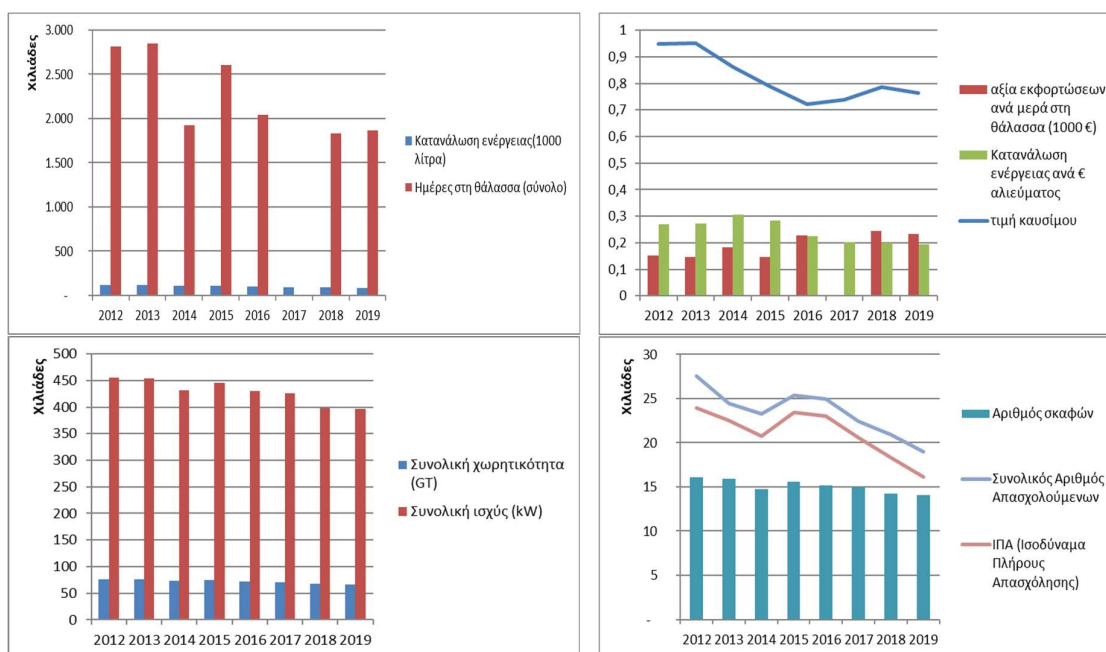 Χιλιάδες
3.000
2.500
2.000
1.500
1.000
500
-
2012 2013 2014 2015 2016 2017 2018 2019
Κατανάλωση ενέργειας(1000
λίτρα)
Ημέρες στη θάλασσα (σύνολο)
1
0,9
0,8
0,7
0,6
0,5
0,4
0,3
0,2
0,1
0
2012 2013 2014 2015 2016 2017 2018 2019
αξία εκφορτώσεων
ανά μερά στη
θάλασσα (1000 €)
Κατανάλωση
ενέργειας ανά €
αλιεύματος
τιμή καυσίμου
Χιλιάδες
500
450
400
350
300
250
200
150
100
50
0
2012 2013 2014 2015 2016 2017 2018 2019
Συνολική χωρητικότητα
(GT)
Συνολική ισχύς (kW)
Χιλιάδες
30
25
20
15
10
5
-
2012 2013 2014 2015 2016 2017 2018 2019
Αριθμός σκαφών
Συνολικός Αριθμός
Απασχολούμενων
ΙΠΑ (Ισοδύναμα
Πλήρους
Απασχόλησης)